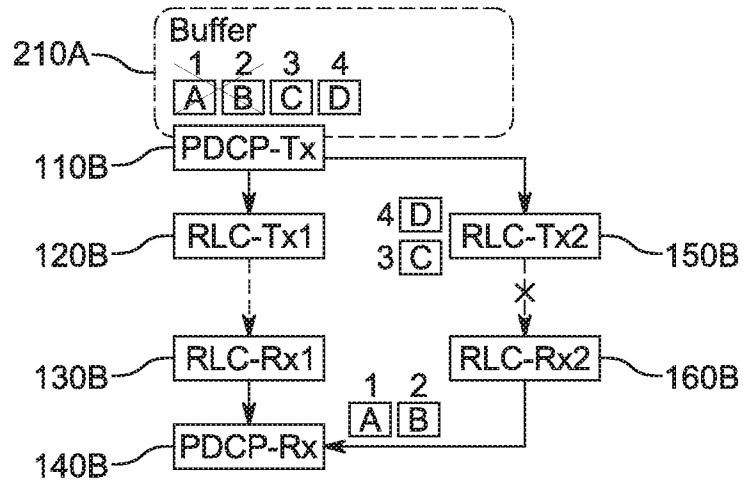 Buffer
210A
1 2 3 4
A B C D
PDCP-Tx
110B
4 D
RLC-Tx1
RLC-Tx2
3 C
120B
150B
RLC-Rx1
RLC-Rx2
130B
1 2
160B
A B
PDCP-Rx
140B